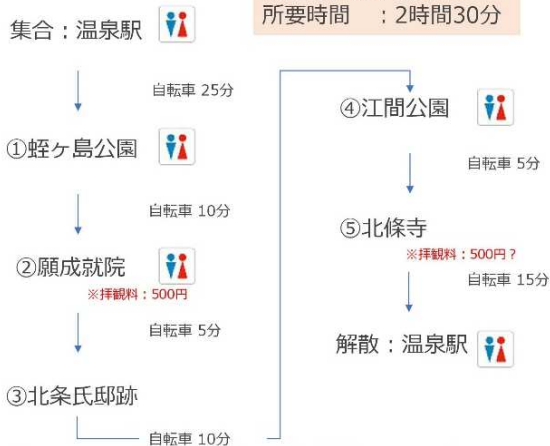 所要時間　：2時間30分
集合：温泉駅
自転車 25分
①蛭ヶ島公園
自転車 10分
②願成就院
※拝観料：500円
自転車 5分
③北条氏邸跡
自転車 10分
④江間公園
自転車 5分
⑤北條寺
※拝観料：500円？
自転車 15分
解散：温泉駅